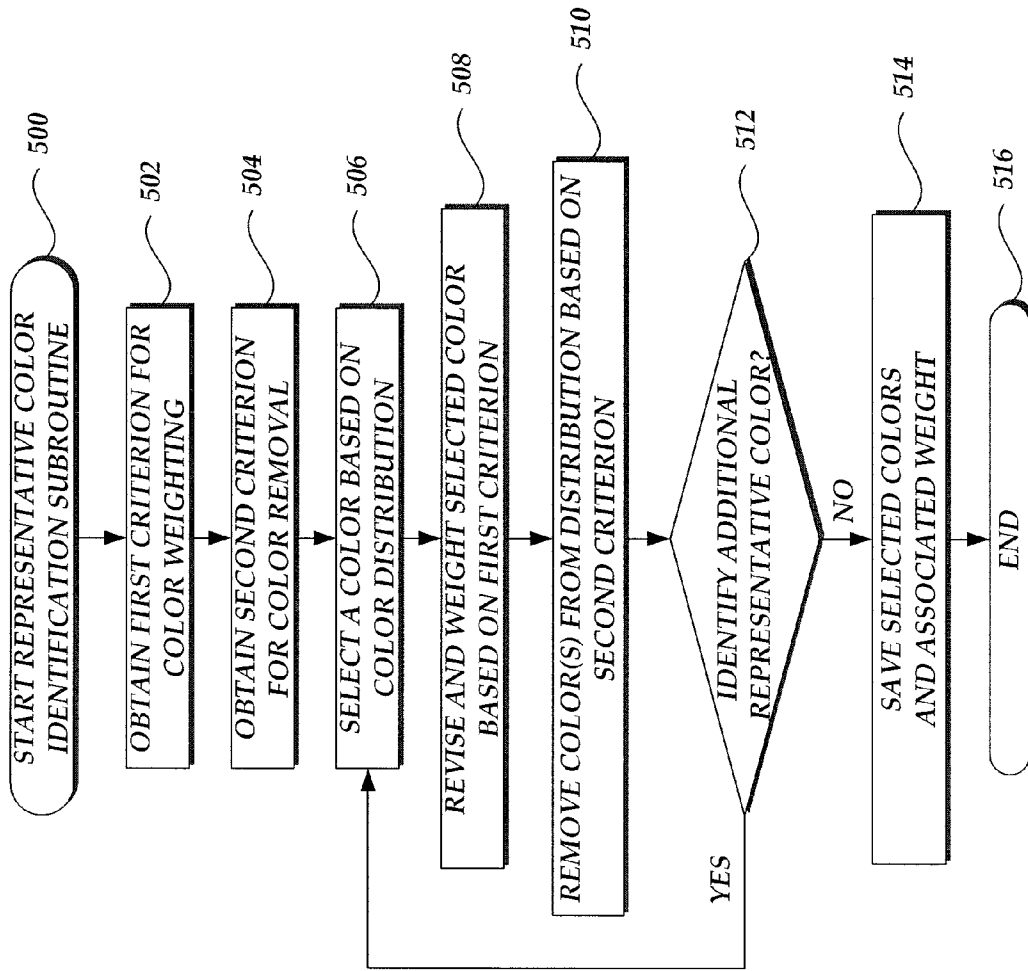 START REPRESENTATIVE COLOR
IDENTIFICATION SUBROUTINE
500
OBTAIN FIRST CRITERION FOR
COLOR WEIGHTING
502
OBTAIN SECOND CRITERION
FOR COLOR REMOVAL
504
SELECT A COLOR BASED ON
COLOR DISTRIBUTION
506
REVISE AND WEIGHT SELECTED COLOR
BASED ON FIRST CRITERION
508
REMOVE COLOR(S) FROM DISTRIBUTION BASED ON
SECOND CRITERION
510
IDENTIFY ADDITIONAL
REPRESENTATIVE COLOR?
512
YES
NO
SAVE SELECTED COLORS
AND ASSOCIATED WEIGHT
514
END
516